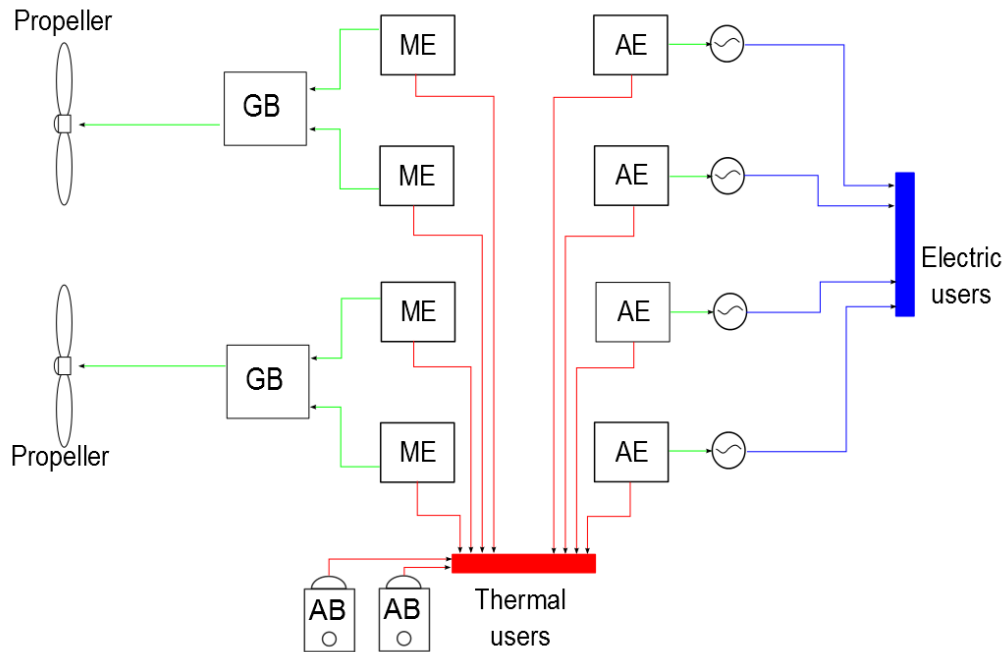 Propeller
ME
AE
GB
ME
AE
Electric
users
ME
AE
GB
Propeller
ME
AE
AB
AB
Thermal
users